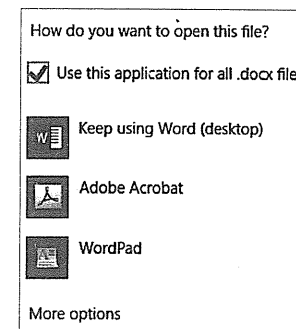 How do you want to open this file?
Use this application for all .docx file
Keep using Word (desktop)
Adobe Acrobat
WordPad
More options